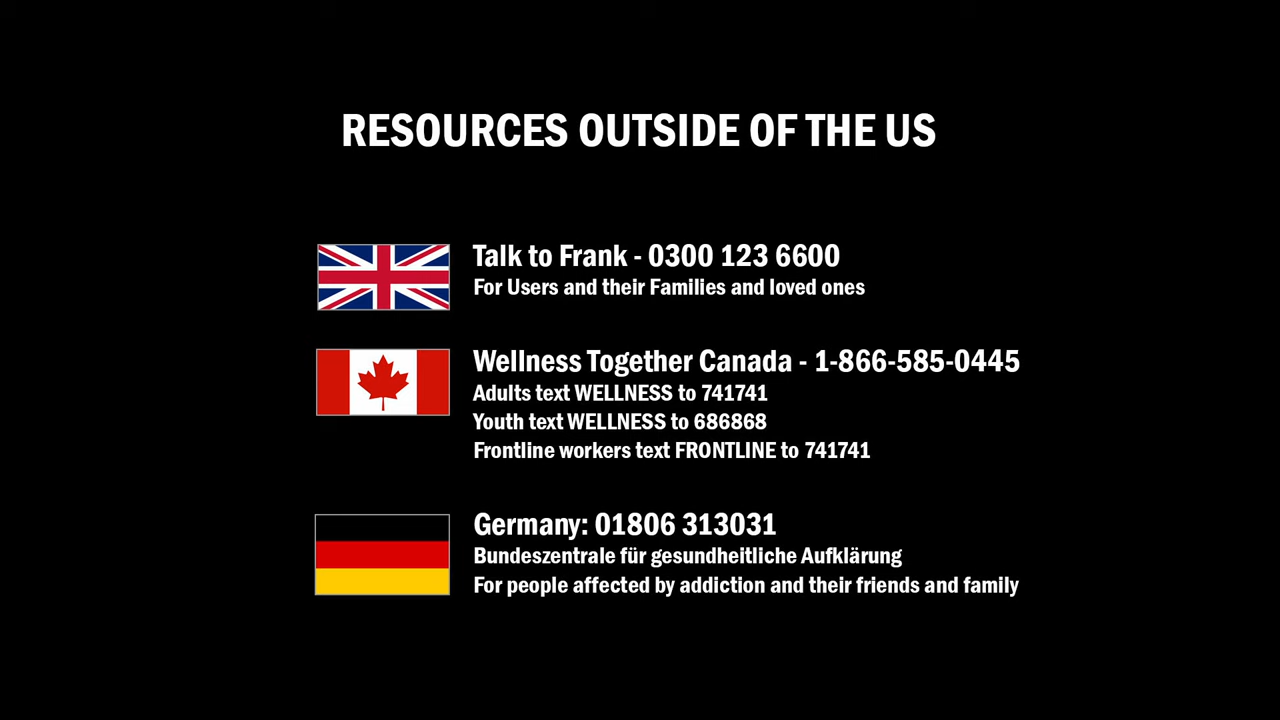 RESOURCES OUTSIDE OF THE US
Talk to Frank - 0300 123 6600
For Users and their Families and loved ones
Wellness Together Canada - 1-866-585-0445
Adults text WELLNESS to 741741
Youth text WELLNESS to 686868
Frontline workers text FRONTLINE to 741741
Germany: 01806 313031
Bundeszentrale für gesundheitliche Aufklärung
For people affected by addiction and their friends and family